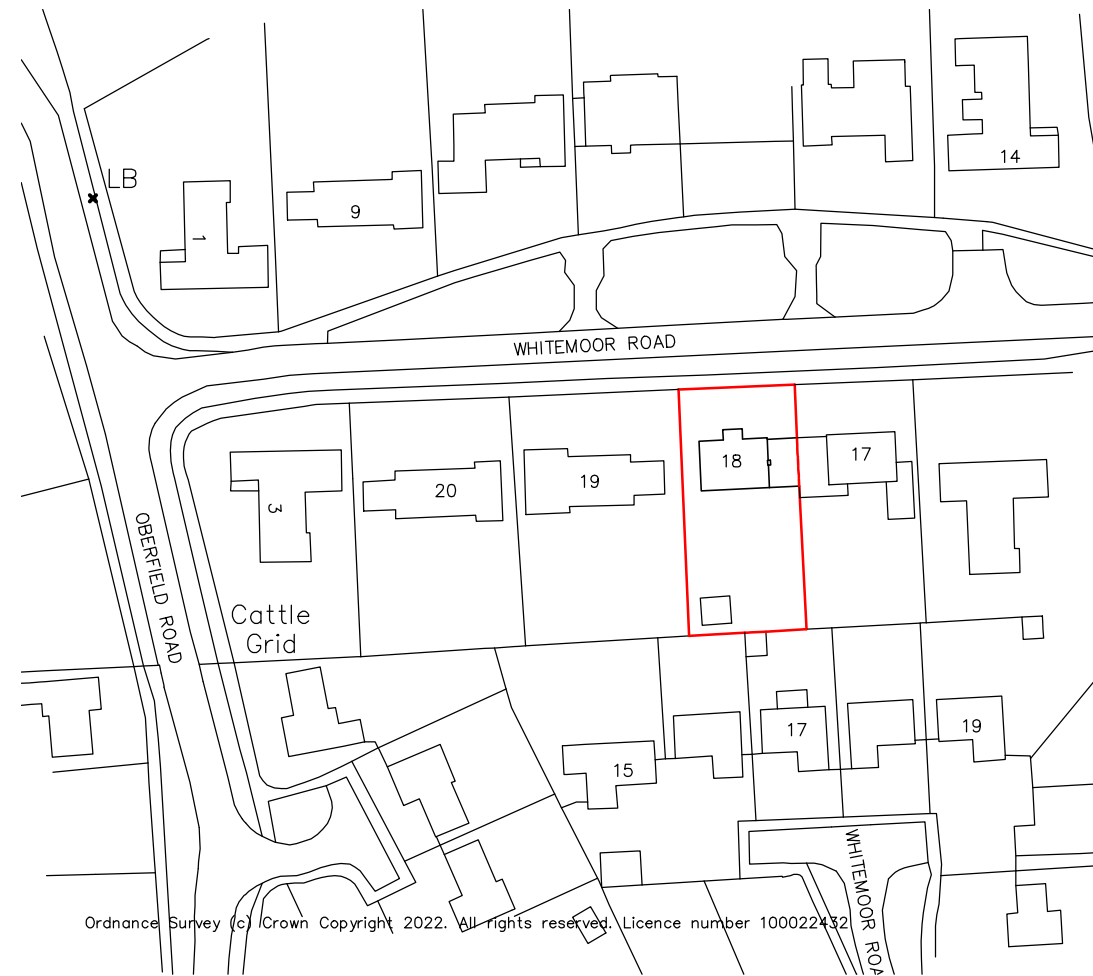 LB
14
1
9
WHITEMOOR ROAD
18
17
19
20
3
OBERFIELD ROAD
Cattle
Grid
17
19
15
WHITEMOOR ROA
Ordnance Survey (c) Crown Copyright 2022. All rights reserved. Licence number 100022432